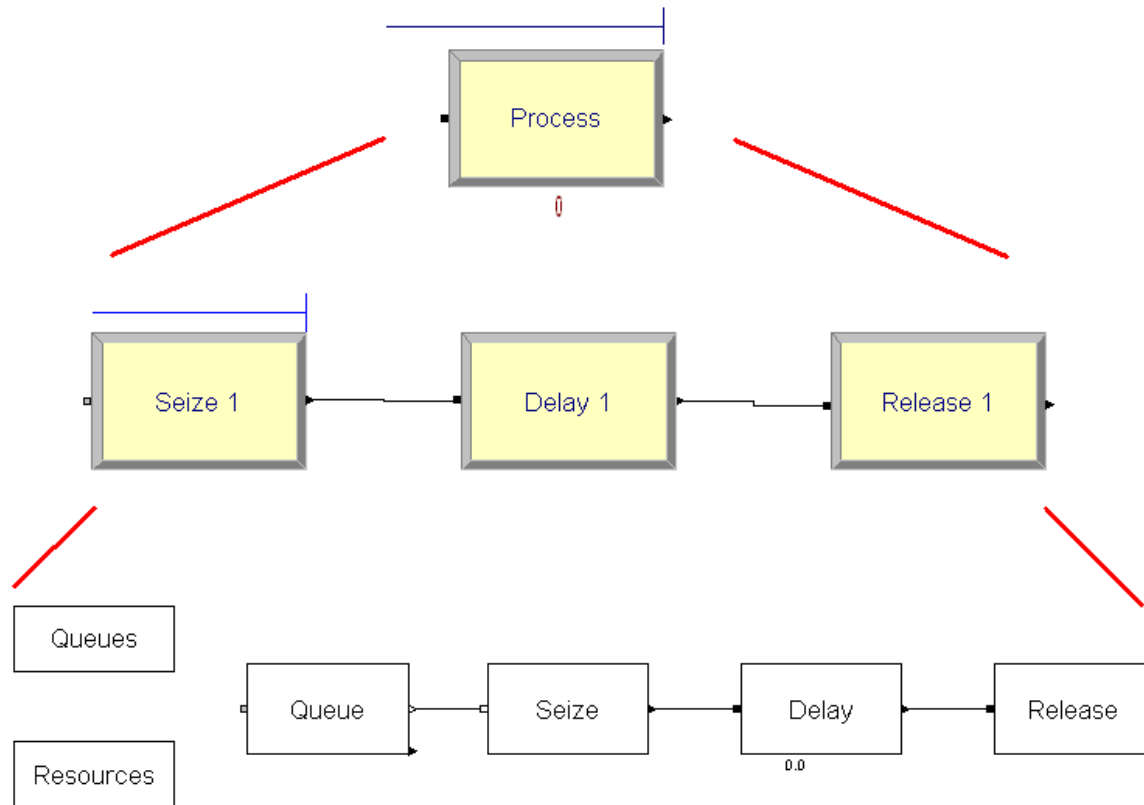 Process
0
Seize 1
Delay 1
Release 1
Queues
Queue
Seize
Delay
Release
0.0
Resources